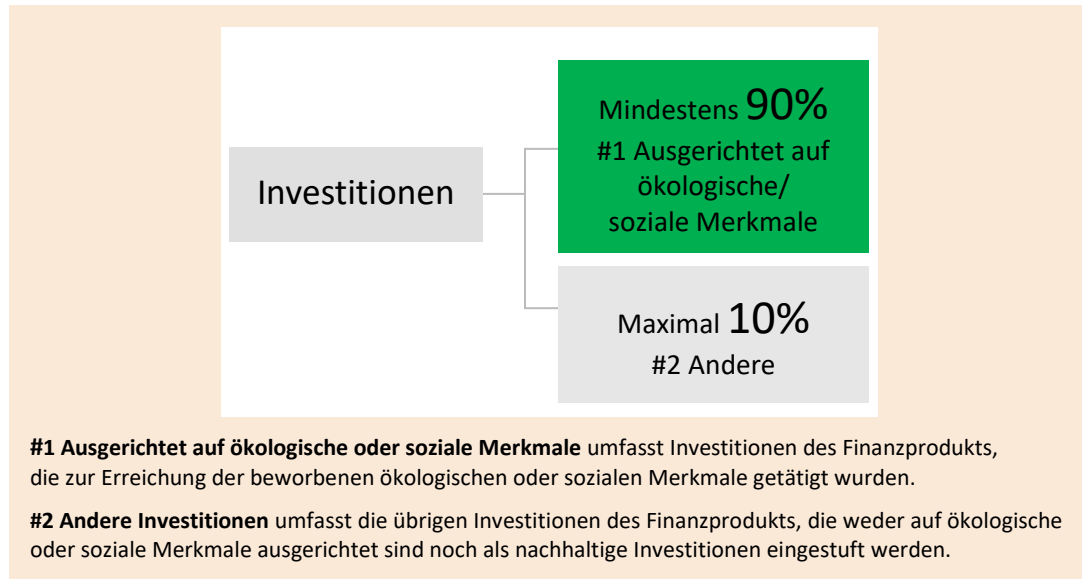 Investitionen
Mindestens 90%
#1 Ausgerichtet auf
ökologische/
soziale Merkmale
Maximal 10%
#2 Andere
#1 Ausgerichtet auf ökologische oder soziale Merkmale umfasst Investitionen des Finanzprodukts,
die zur Erreichung der beworbenen ökologischen oder sozialen Merkmale getätigt wurden.
#2 Andere Investitionen umfasst die übrigen Investitionen des Finanzprodukts, die weder auf ökologische
oder soziale Merkmale ausgerichtet sind noch als nachhaltige Investitionen eingestuft werden.